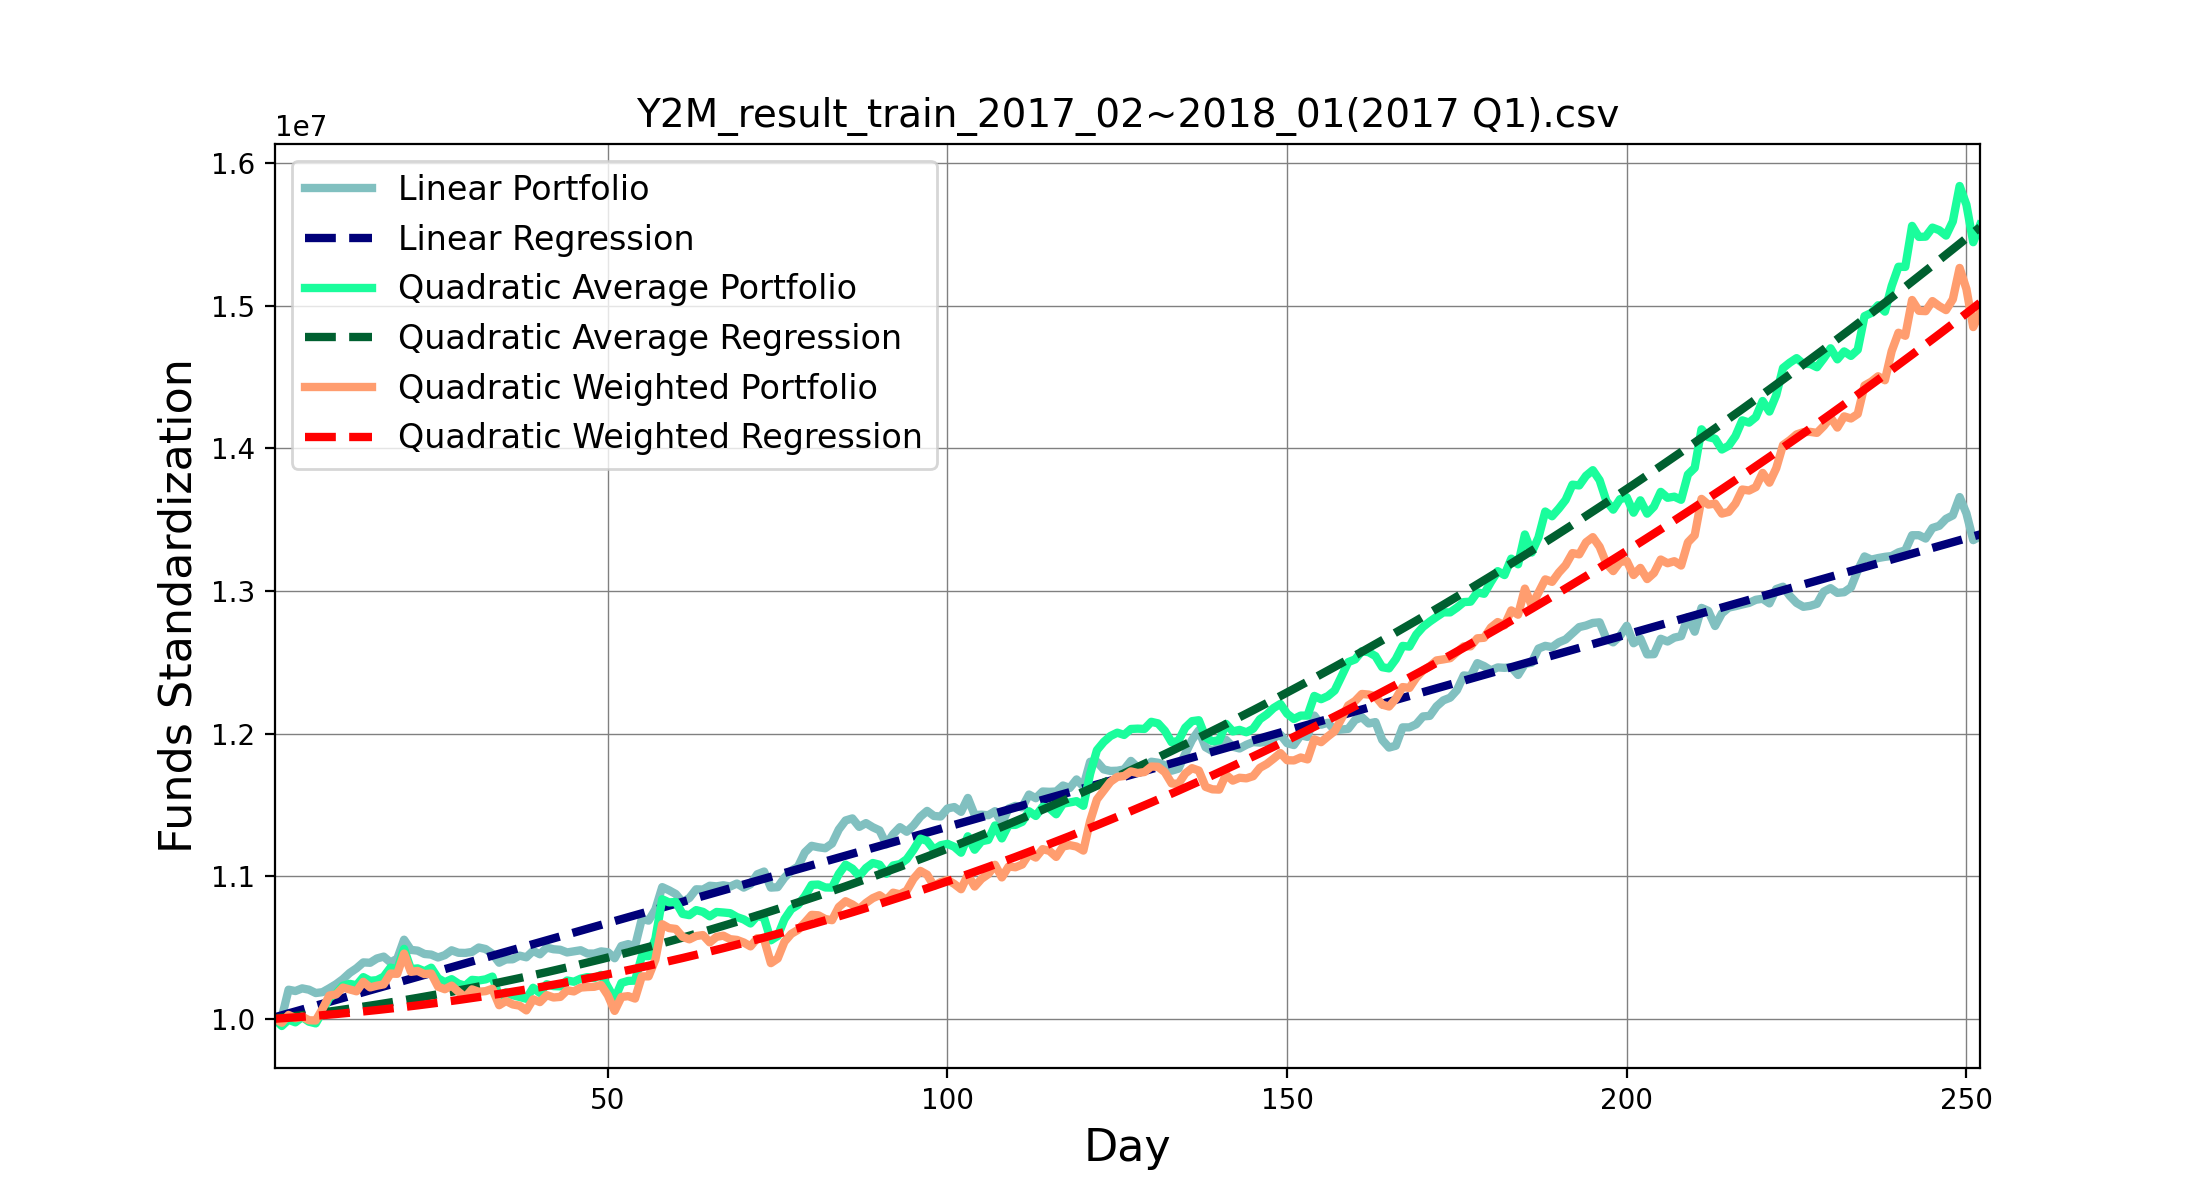 Y2M_result_train_2017_02~2018_01(2017 Q1).csv
1e7
1.6
1.5
1.4
1.3
1.2
1.1
1.0
Funds Standardization
Linear Portfolio
Linear Regression
Quadratic Average Portfolio
Quadratic Average Regression
Quadratic Weighted Portfolio
Quadratic Weighted Regression
50 100 150 200 250
Day